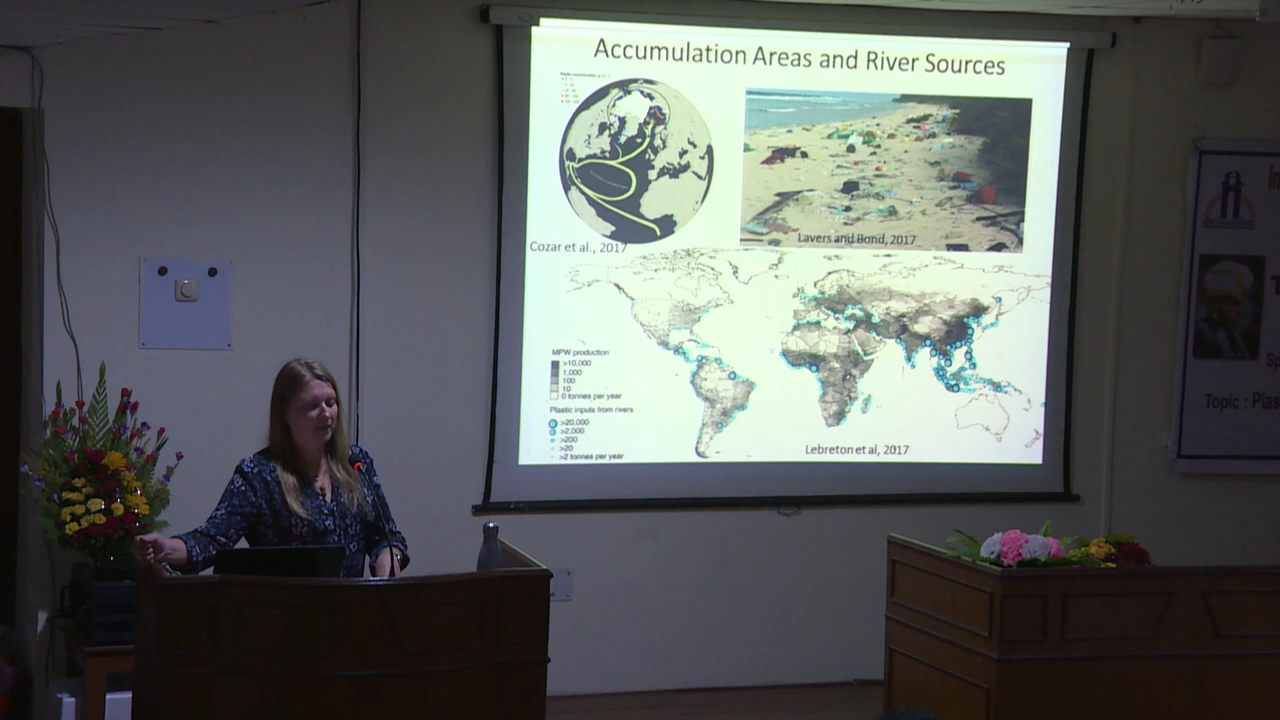 Accumulation Areas and River Sources
Cozar et al., 2017
Lavers and Bond, 2017
MPW production
>10,000
1,000
100
10
0 tonnes per year
Plastic inputs from rivers
>20,000
>2,000
>200
>20
>2 tonnes per year
Lebreton et al, 2017
Topic : Plas